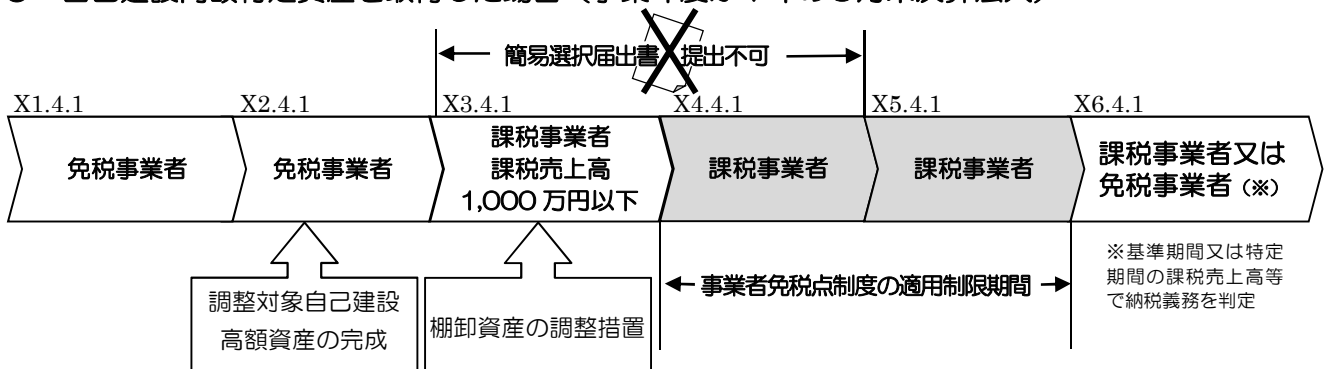 簡易選択届出書 提出不可
X1.4.1 X2.4.1 X3.4.1 X4.4.1 X5.4.1 X6.4.1
免税事業者
免税事業者
課税事業者
課税売上高
1,000 万円以下
課税事業者
課税事業者
課税事業者又は
免税事業者（※）
調整対象自己建設
高額資産の完成
棚卸資産の調整措置
事業者免税点制度の適用制限期間
※基準期間又は特定
期間の課税売上高等
で納税義務を判定